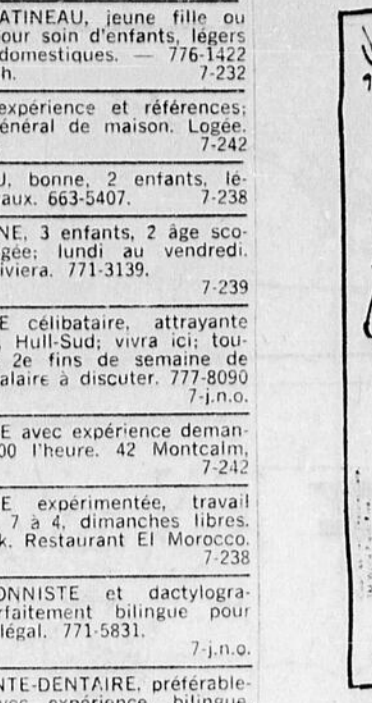 ATINEAU, jeune fille ou
our soin d'enfants, légers
domestiques. — 776-1422
h. 7-232
expérience et références;
énéral de maison. Logée.
7-242
U, bonne, 2 enfants, lé-
aux. 663-5407. 7-238
NE, 3 enfants, 2 âge sco-
gée; lundi au vendredi.
iviera. 771-3139.
7-239
E célibataire, attrayante
, Hull-Sud; vivra ici; tou-
2e fins de semaine de
alaire à discuter. 777-8090
7-j.n.o.
E avec expérience deman-
00 l'heure. 42 Montcalm,
7-242
E expérimentée, travail
7 à 4, dimanches libres.
k. Restaurant El Morocco.
7-238
ONNISTE et dactylogra-
rfaitement bilingue pour
légal. 771-5831.
7-j.n.o.
NTE-DENTAIRE, préférable-
vec expérience, bilingue,